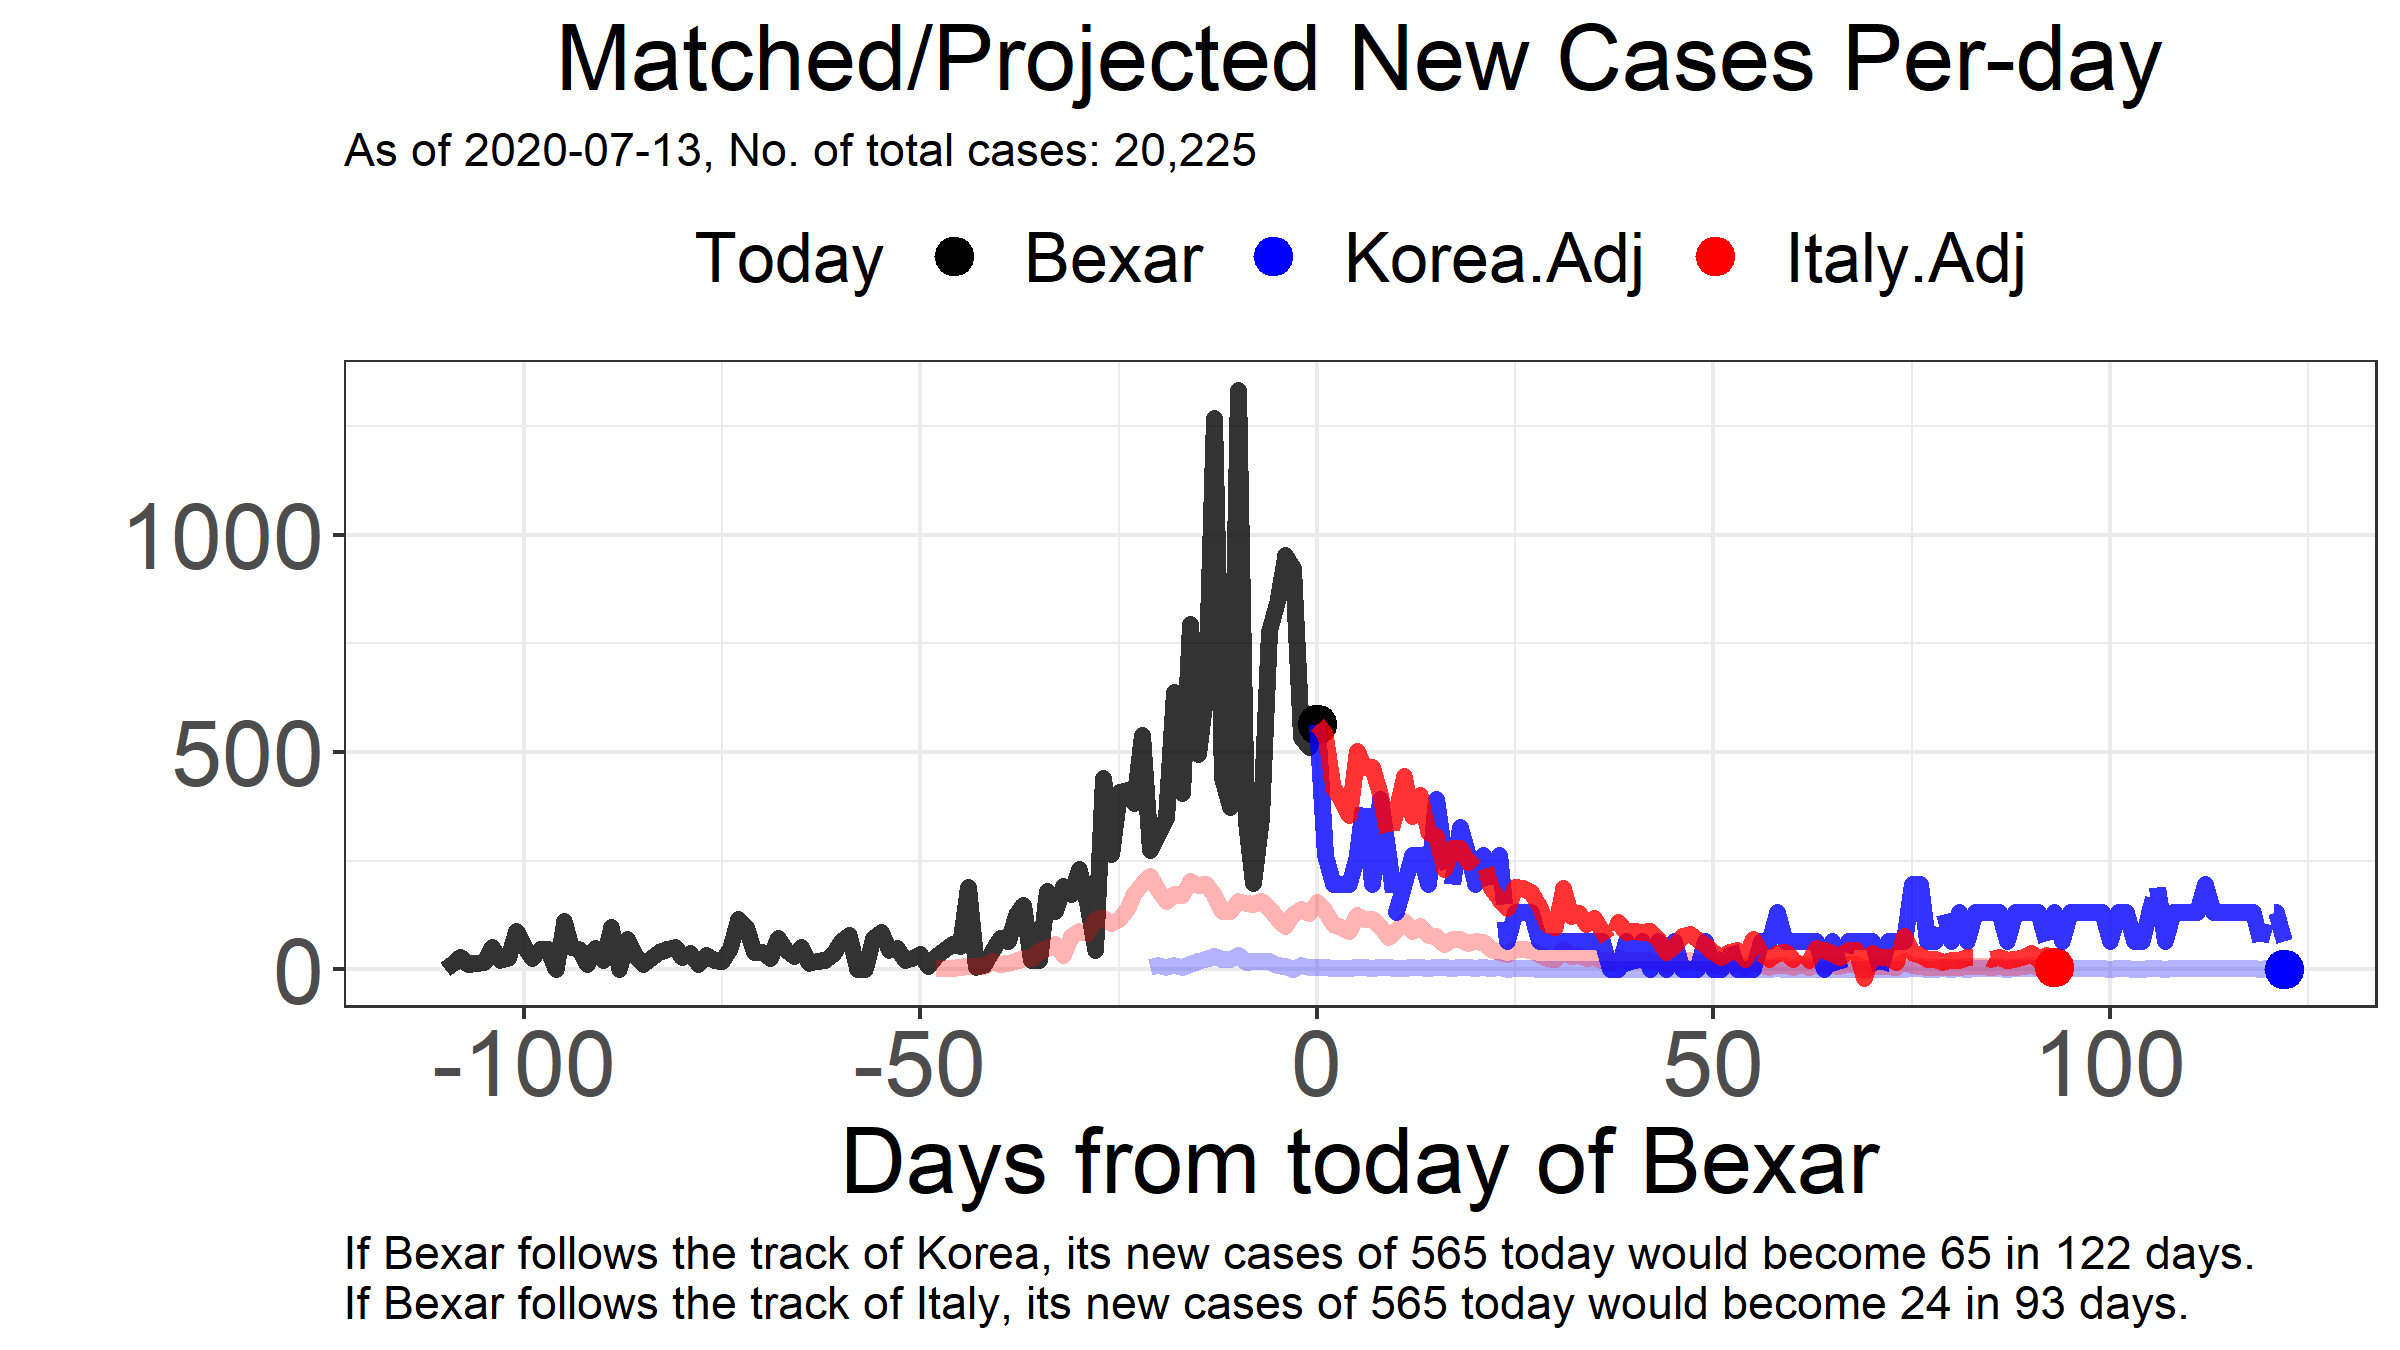 Matched/Projected New Cases Per-day
As of 2020-07-13, No. of total cases: 20,225
Today Bexar Korea.Adj Italy.Adj
1000
500
0
-100 -50 0 50 100
Days from today of Bexar
If Bexar follows the track of Korea, its new cases of 565 today would become 65 in 122 days.
If Bexar follows the track of Italy, its new cases of 565 today would become 24 in 93 days.